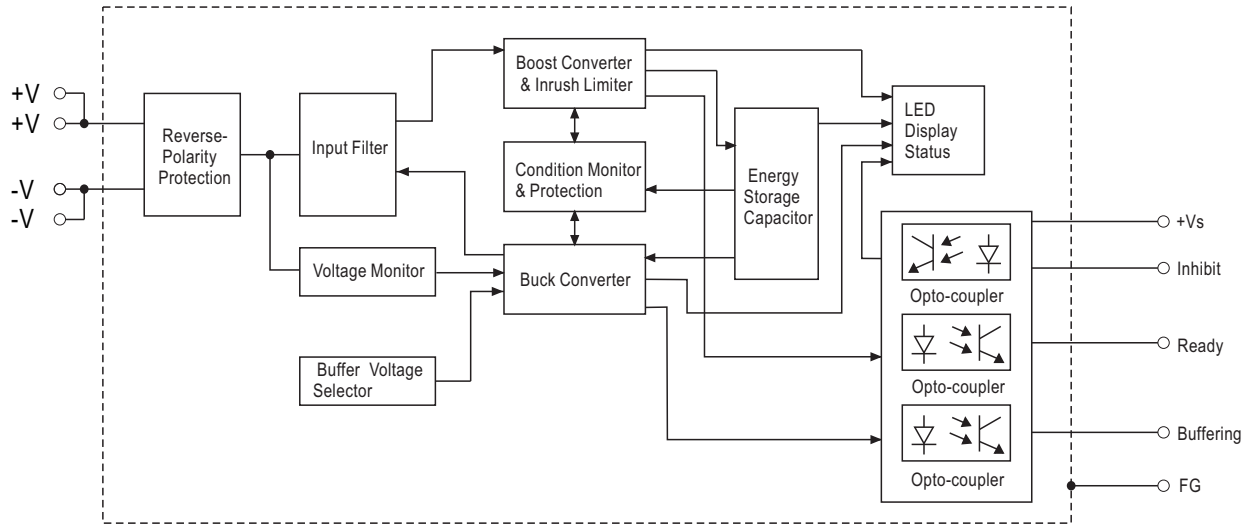 +V
+V
-V
-V
Reverse-
Polarity
Protection
Input Filter
Voltage Monitor
Buffer Voltage
Selector
Boost Converter
& Inrush Limiter
Condition Monitor
& Protection
Buck Converter
Energy
Storage
Capacitor
LED
Display
Status
Opto-coupler
Opto-coupler
Opto-coupler
+Vs
Inhibit
Ready
Buffering
FG